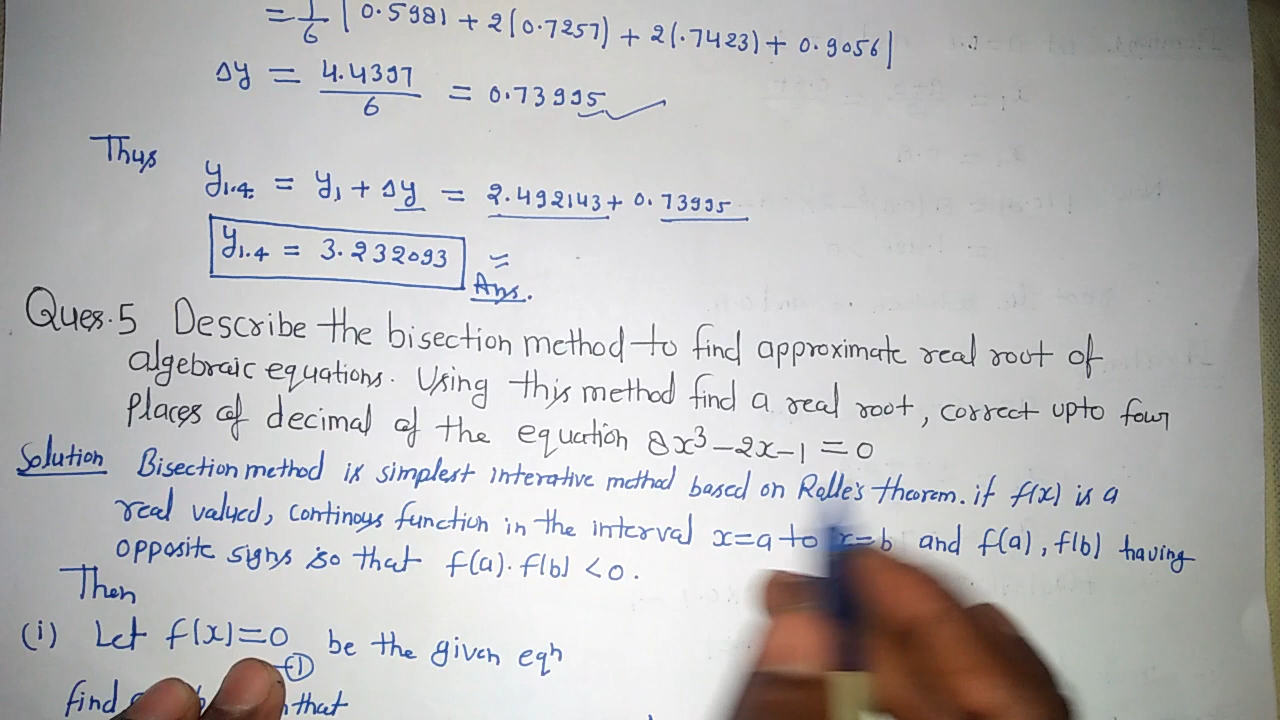 = 1/6 [0.5981 + 2(0.7257) + 2(.7423) + 0.9056]
Δy = 4.4397/6 = 0.73995
Thus
y1.4 = y1 + Δy = 2.492143 + 0.73995
y1.4 = 3.232093
Ans.
Ques.5 Describe the bisection method to find approximate real root of
algebraic equations. Using this method find a real root, correct upto four
Places of decimal of the equation 8x³-2x-1=0
Solution Bisection method is simplest interative method based on Rolle's theorem. if f(x) is a
real valued, continoys function in the interval x=a to x=b and f(a), f(b) having
opposite signs so that f(a).f(b) <0.
Then
(i) Let f(x)=0 be the given eqn
①
find that